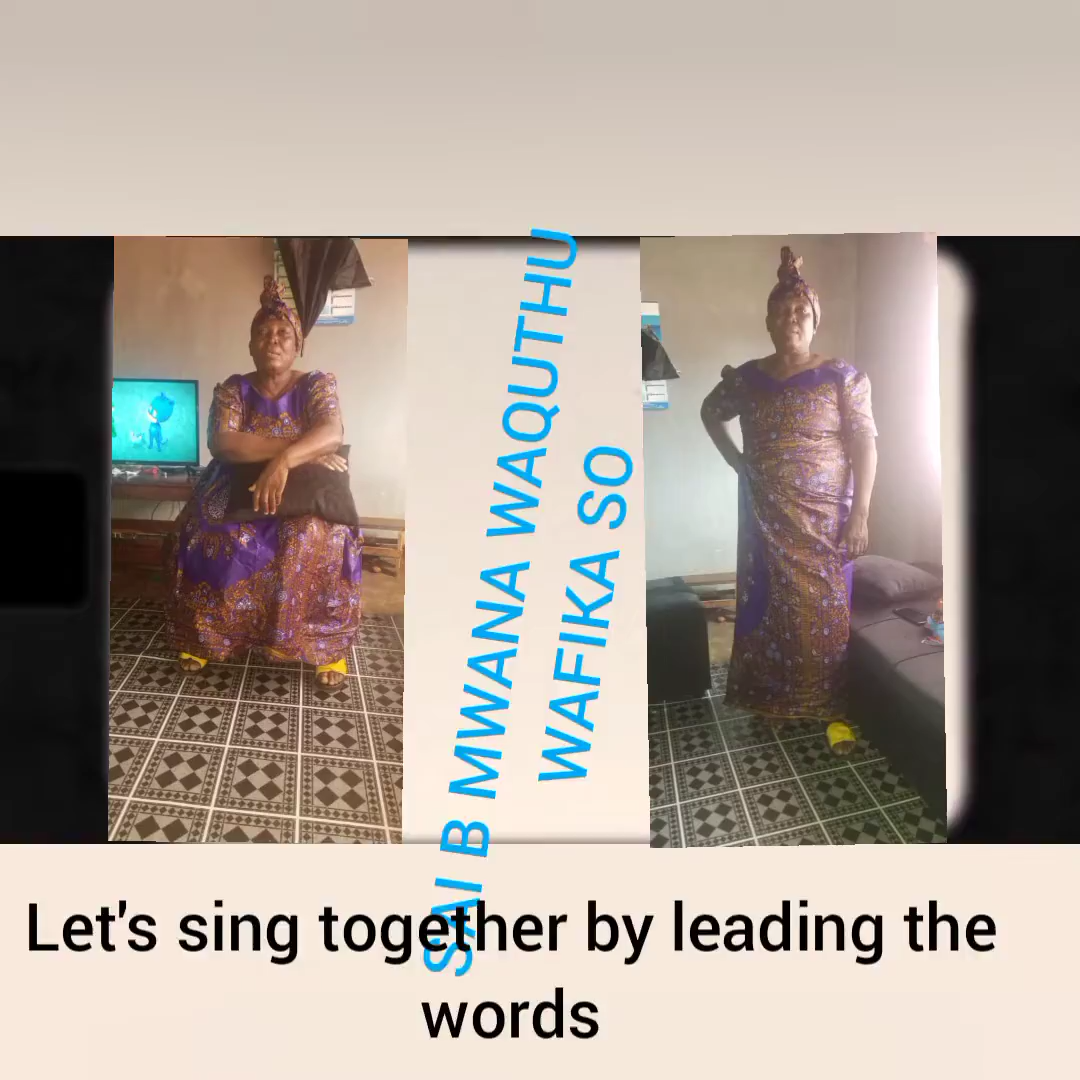 SAI B MWANA WAQUTHU
WAFIKA SO
Let's sing together by leading the
words